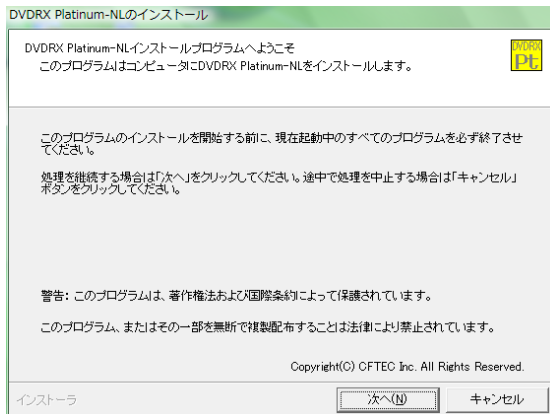 DVDRX Platinum-NLのインストール
DVDRX Platinum-NLインストールプログラムへようこそ
このプログラムはコンピュータにDVDRX Platinum-NLをインストールします。
DVDRX
Pt
このプログラムのインストールを開始する前に、現在起動中のすべてのプログラムを必ず終了させ
てください。
処理を継続する場合は「次へ」をクリックしてください。途中で処理を中止する場合は「キャンセル」
ボタンをクリックしてください。
警告: このプログラムは、著作権法および国際条約によって保護されています。
このプログラム、またはその一部を無断で複製配布することは法律により禁止されています。
Copyright(C) CFTEC Inc. All Rights Reserved.
インストーラ
次へ(N)
キャンセル